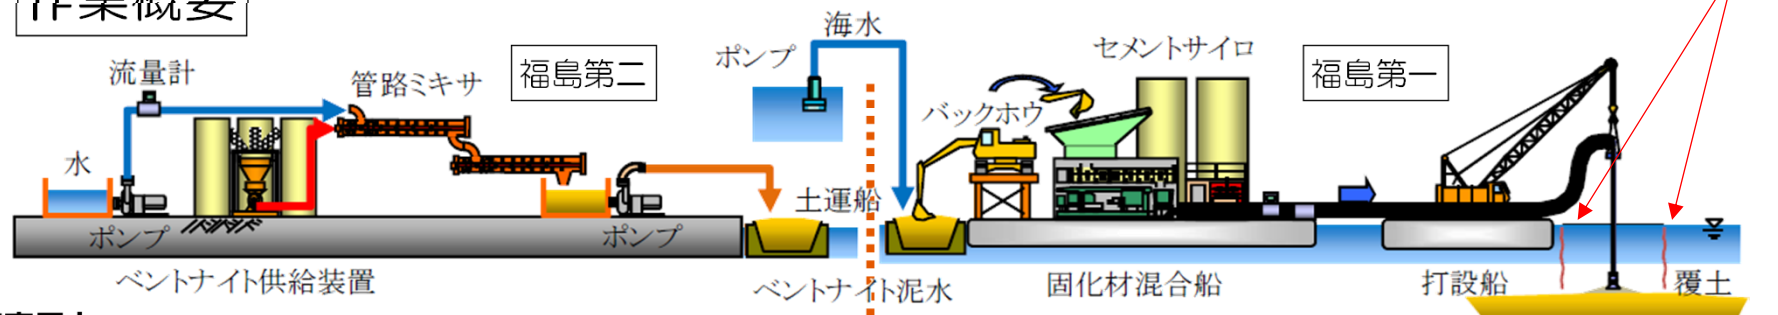 作業概要
流量計
管路ミキサ
福島第二
水
ポンプ
ポンプ
ベントナイト供給装置
土運船
ベントナイト泥水
ポンプ
海水
バックホウ
セメントサイロ
福島第一
固化材混合船
打設船
覆土